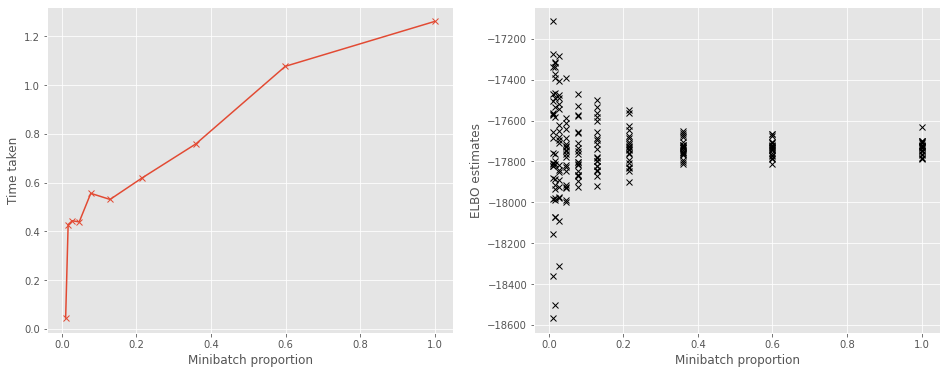 Time taken
1.2
1.0
0.8
0.6
0.4
0.2
0.0
0.0 0.2 0.4 0.6 0.8 1.0
Minibatch proportion
ELBO estimates
−17200
−17400
−17600
−17800
−18000
−18200
−18400
−18600
0.0 0.2 0.4 0.6 0.8 1.0
Minibatch proportion